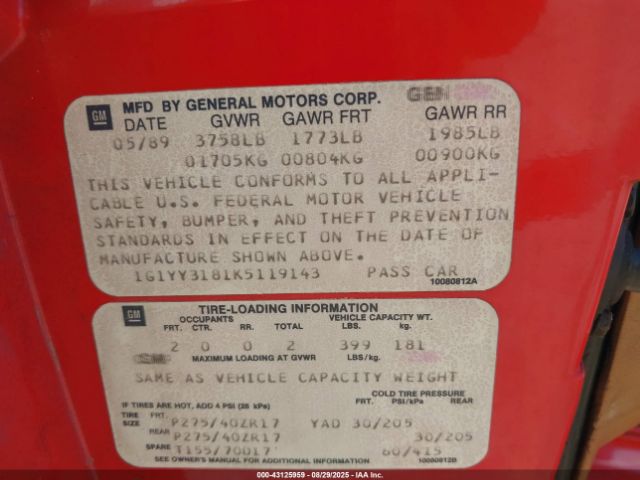 GM MFD BY GENERAL MOTORS CORP. GEN
DATE GVWR GAWR FRT GAWR RR
05/89 3758LB 1773LB 1985LB
01705KG 00804KG 00900KG
THIS VEHICLE CONFORMS TO ALL APPLI-
CABLE U.S. FEDERAL MOTOR VEHICLE
SAFETY, BUMPER, AND THEFT PREVENTION
STANDARDS IN EFFECT ON THE DATE OF
MANUFACTURE SHOWN ABOVE.
1G1YY3181K5119143 PASS CAR
10080812A
GM TIRE-LOADING INFORMATION
OCCUPANTS VEHICLE CAPACITY WT.
FRT. CTR. RR. TOTAL LBS. kg.
2 0 0 2 399 181
MAXIMUM LOADING AT GVWR LBS/kg.
SAME AS VEHICLE CAPACITY WEIGHT
IF TIRES ARE HOT, ADD 4 PSI (28 kPa) COLD TIRE PRESSURE
FRT. PSI/kPa REAR
TIRE SIZE FRT. P275/40ZR17 YAD 30/205
REAR P275/40ZR17 30/205
SPARE T155/70D17 60/415
SEE OWNER'S MANUAL FOR ADDITIONAL INFORMATION 10080812B
000-43125959 (IAA) 08/29/2025 - IAAI.COM